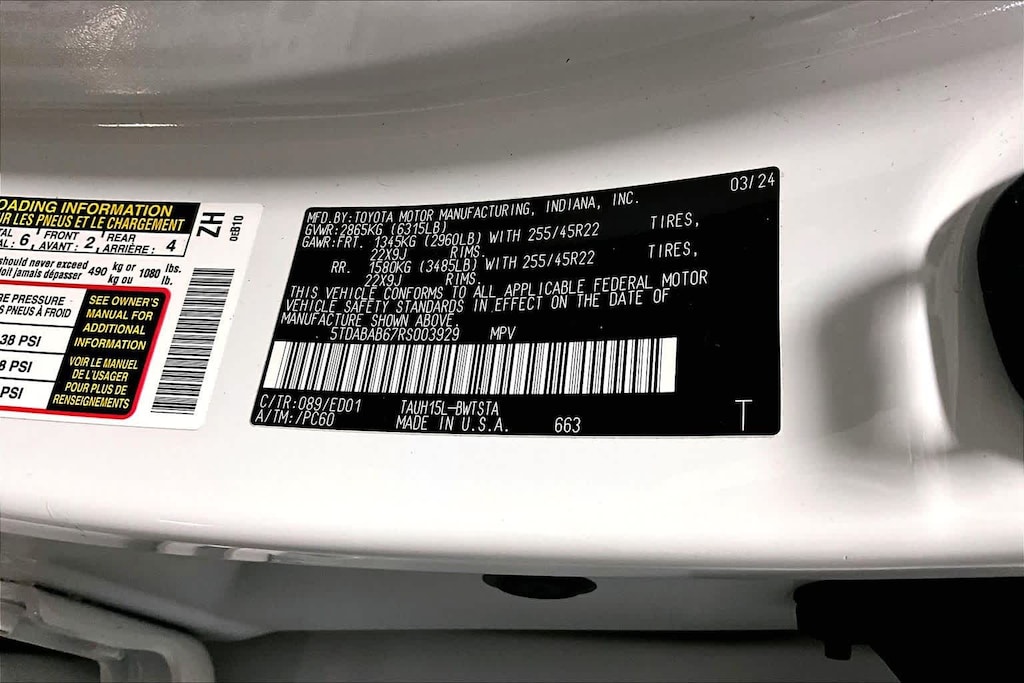 OADING INFORMATION
UR LES PNEUS ET LE CHARGEMENT
TAL FRONT REAR
AL: 6 AVANT: 2 ARRIÈRE: 4
should never exceed 490 kg or 1080 lbs.
doit jamais dépasser kg ou lb.
RE PRESSURE
S PNEUS À FROID
38 PSI
8 PSI
PSI
SEE OWNER'S
MANUAL FOR
ADDITIONAL
INFORMATION
VOIR LE MANUEL
DE L'USAGER
POUR PLUS DE
RENSEIGNEMENTS
ZH
03/24
MFD.BY:TOYOTA MOTOR MANUFACTURING, INDIANA, INC.
GVWR:2865KG (6315LB)
GAWR:FRT. 1345KG (2960LB) WITH 255/45R22 TIRES,
22X9J RIMS.
RR. 1580KG (3485LB) WITH 255/45R22 TIRES,
22X9J RIMS.
THIS VEHICLE CONFORMS TO ALL APPLICABLE FEDERAL MOTOR
VEHICLE SAFETY STANDARDS IN EFFECT ON THE DATE OF
MANUFACTURE SHOWN ABOVE.
5TDABAB67RS003929 MPV
C/TR:089/ED01 TAUH15L-BWTSTA
A/TM:/PC60 MADE IN U.S.A. 663 T